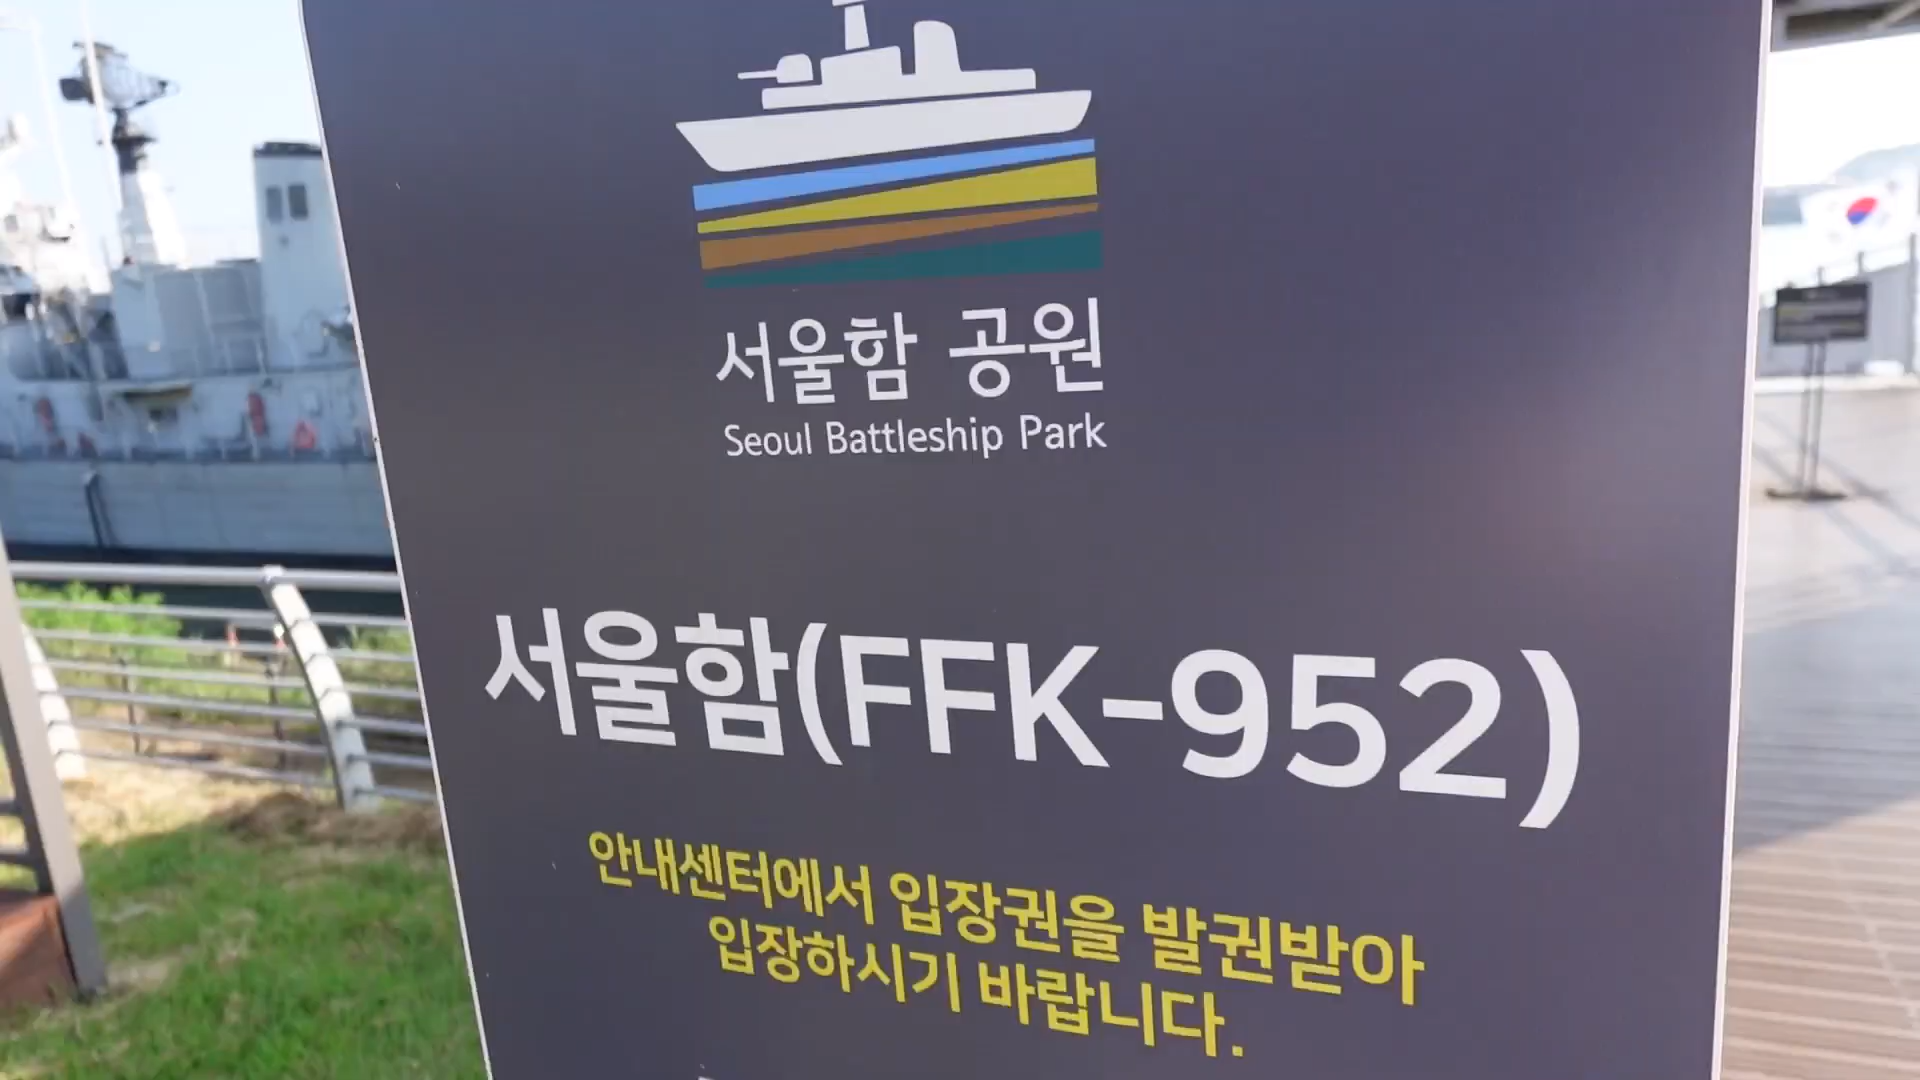 서울함 공원
Seoul Battleship Park
서울함(FFK-952)
안내센터에서 입장권을 발권받아
입장하시기 바랍니다.